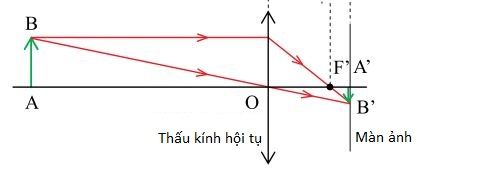 B
F’ A’
A
O
B’
Thấu kính hội tụ
Màn ảnh